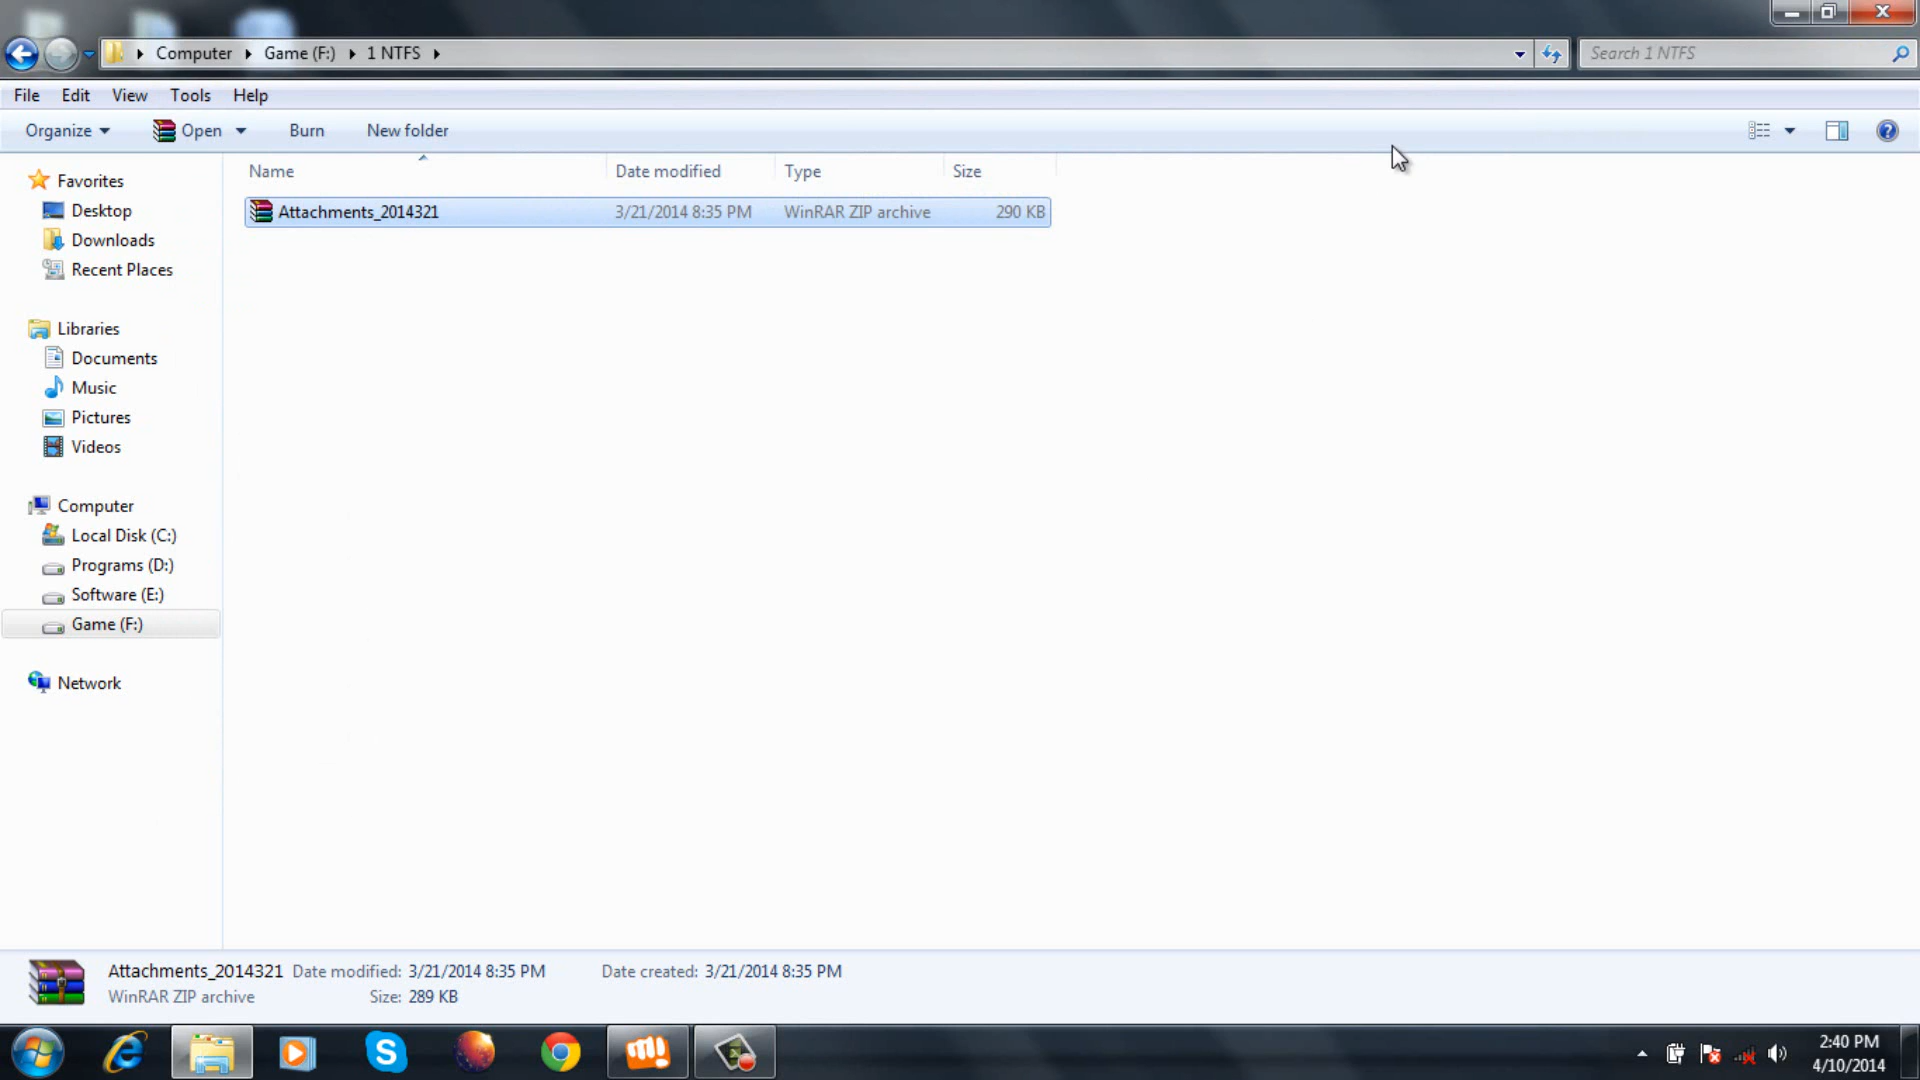 Computer Game (F:) 1 NTFS
Search 1 NTFS
File Edit View Tools Help
Organize Open Burn New folder
Name Date modified Type Size
Attachments_2014321 3/21/2014 8:35 PM WinRAR ZIP archive 290 KB
Favorites
Desktop
Downloads
Recent Places
Libraries
Documents
Music
Pictures
Videos
Computer
Local Disk (C:)
Programs (D:)
Software (E:)
Game (F:)
Network
Attachments_2014321 Date modified: 3/21/2014 8:35 PM Date created: 3/21/2014 8:35 PM
WinRAR ZIP archive Size: 289 KB
2:40 PM
4/10/2014